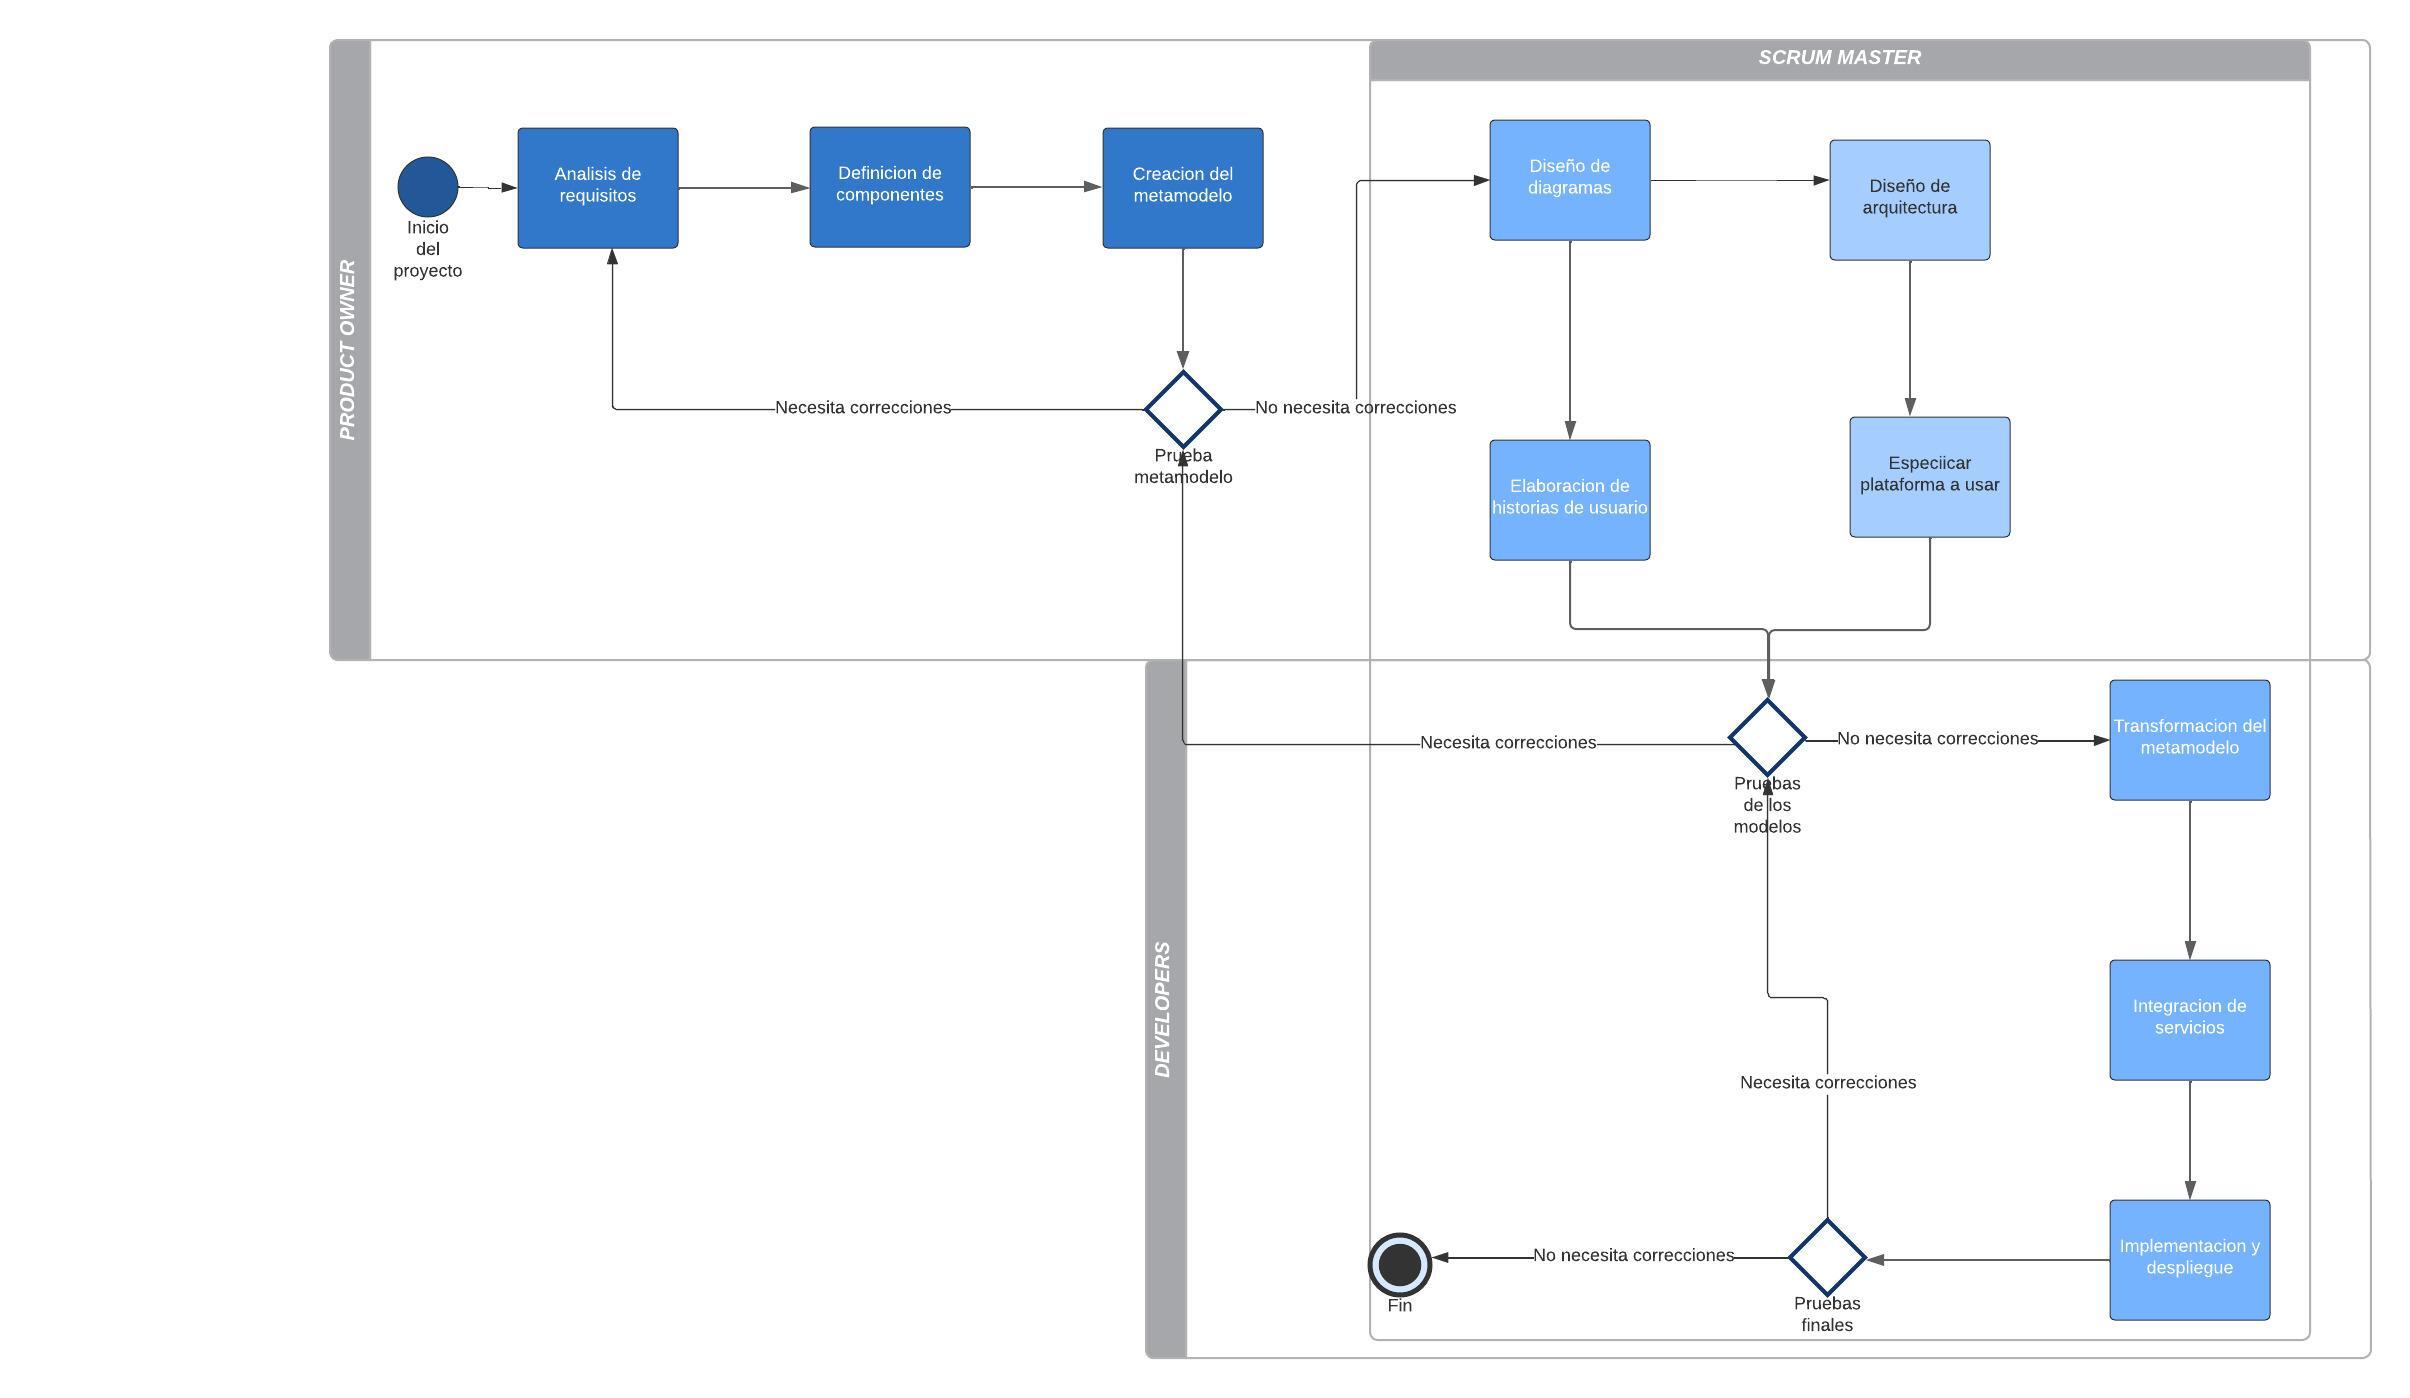 SCRUM MASTER
PRODUCT OWNER
Inicio
del
proyecto
Analisis de
requisitos
Definicion de
componentes
Creacion del
metamodelo
Diseño de
diagramas
Diseño de
arquitectura
Necesita correcciones
No necesita correcciones
Prueba
metamodelo
Elaboracion de
historias de usuario
Especiicar
plataforma a usar
DEVELOPERS
Necesita correcciones
Pruebas
de los
modelos
No necesita correcciones
Transformacion del
metamodelo
Integracion de
servicios
Necesita correcciones
Implementacion y
despliegue
No necesita correcciones
Pruebas
finales
Fin